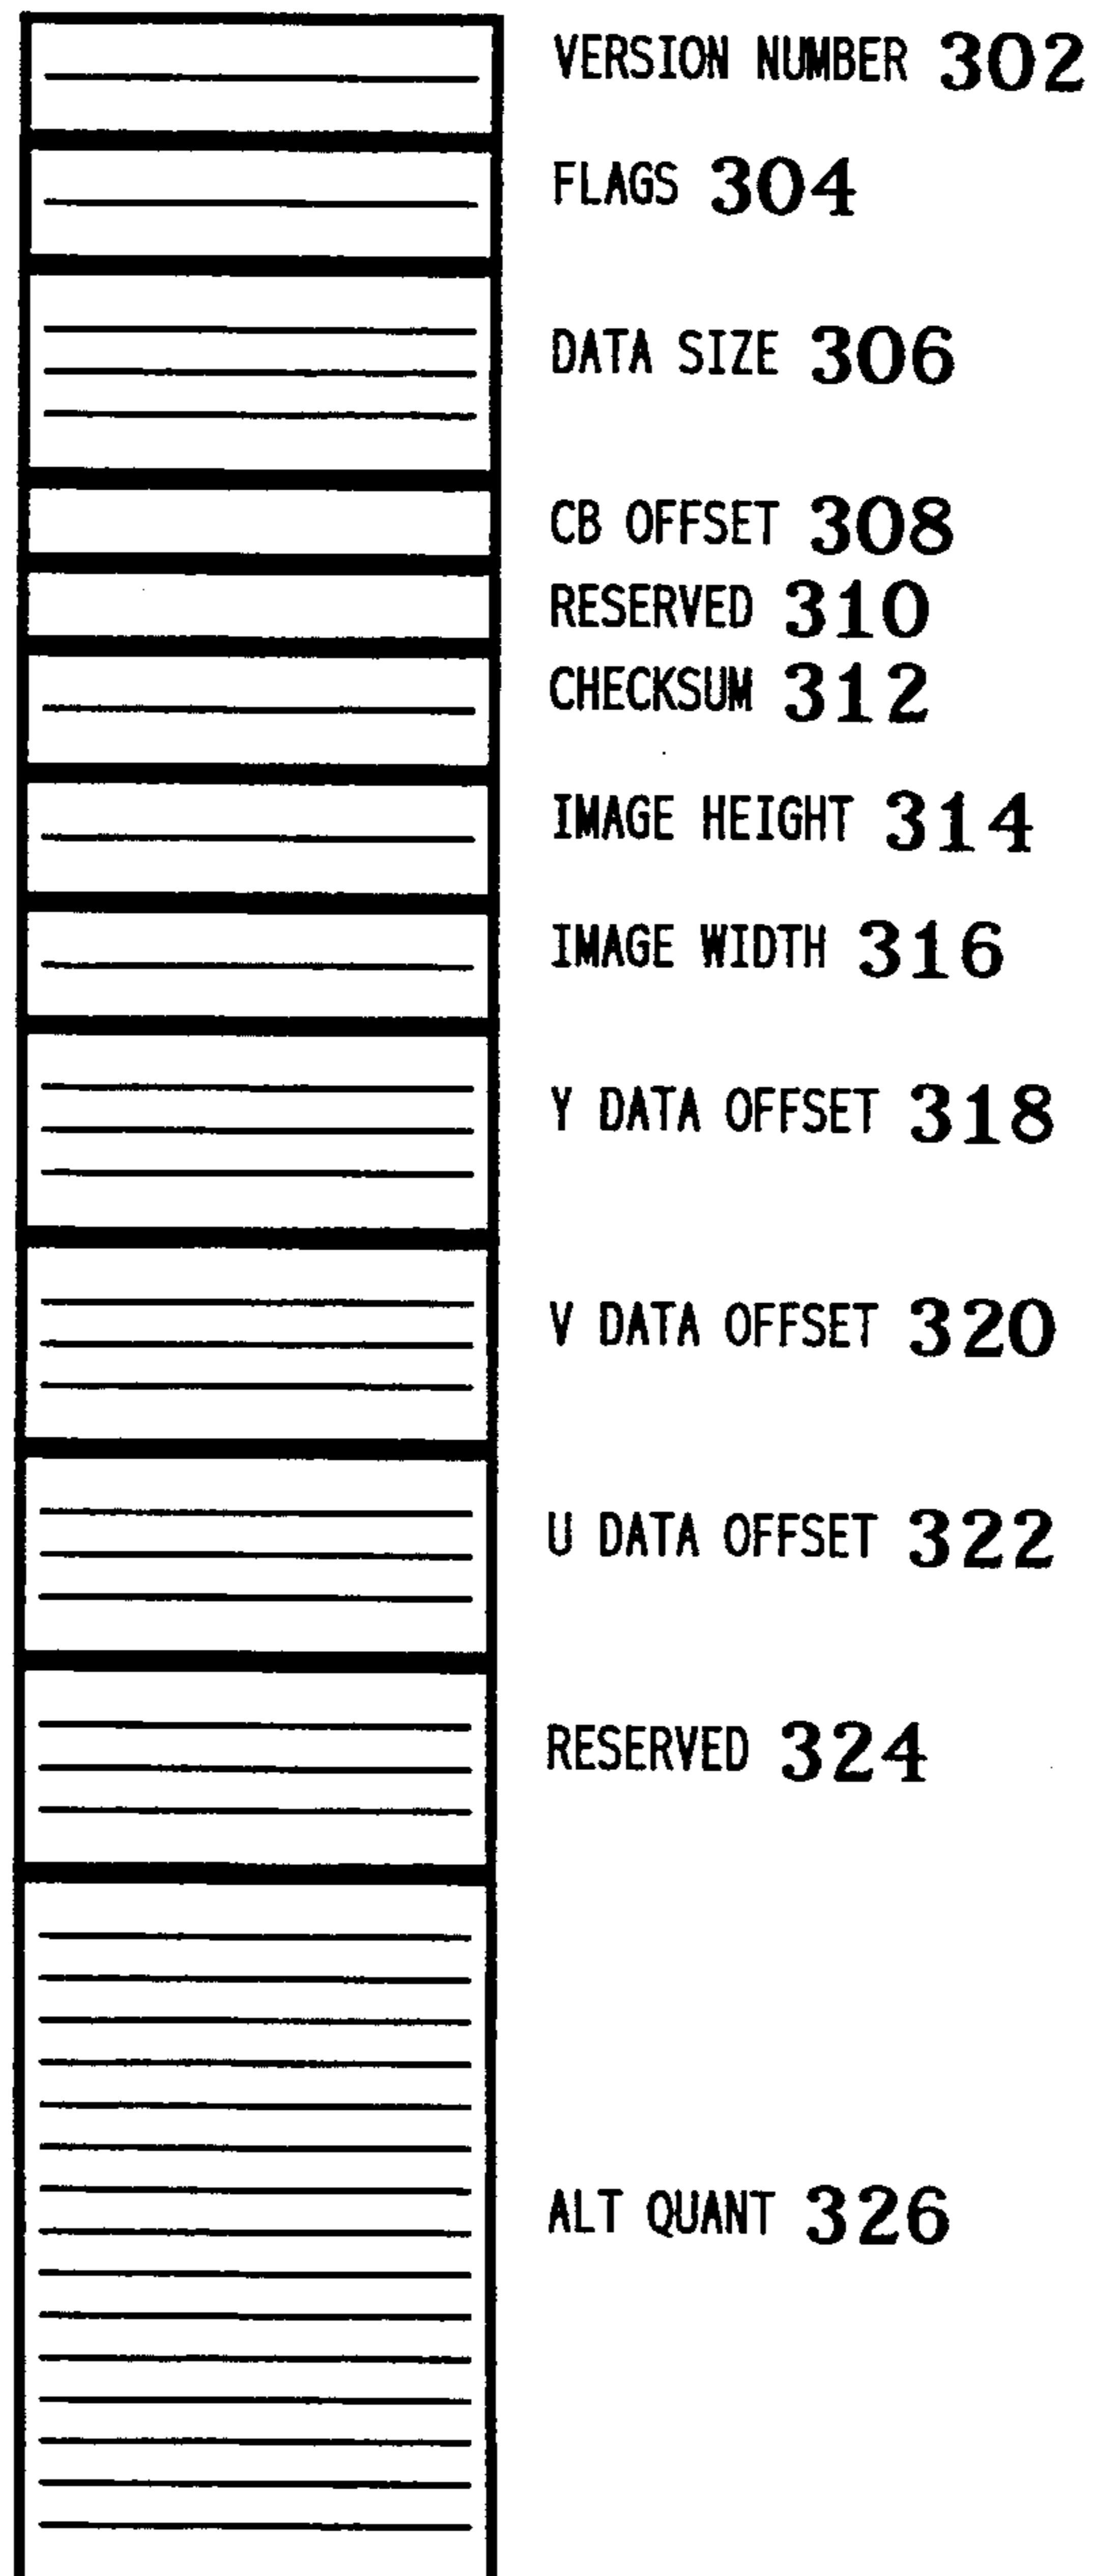 VERSION NUMBER 302
FLAGS 304
DATA SIZE 306
CB OFFSET 308
RESERVED 310
CHECKSUM 312
IMAGE HEIGHT 314
IMAGE WIDTH 316
Y DATA OFFSET 318
V DATA OFFSET 320
U DATA OFFSET 322
RESERVED 324
ALT QUANT 326